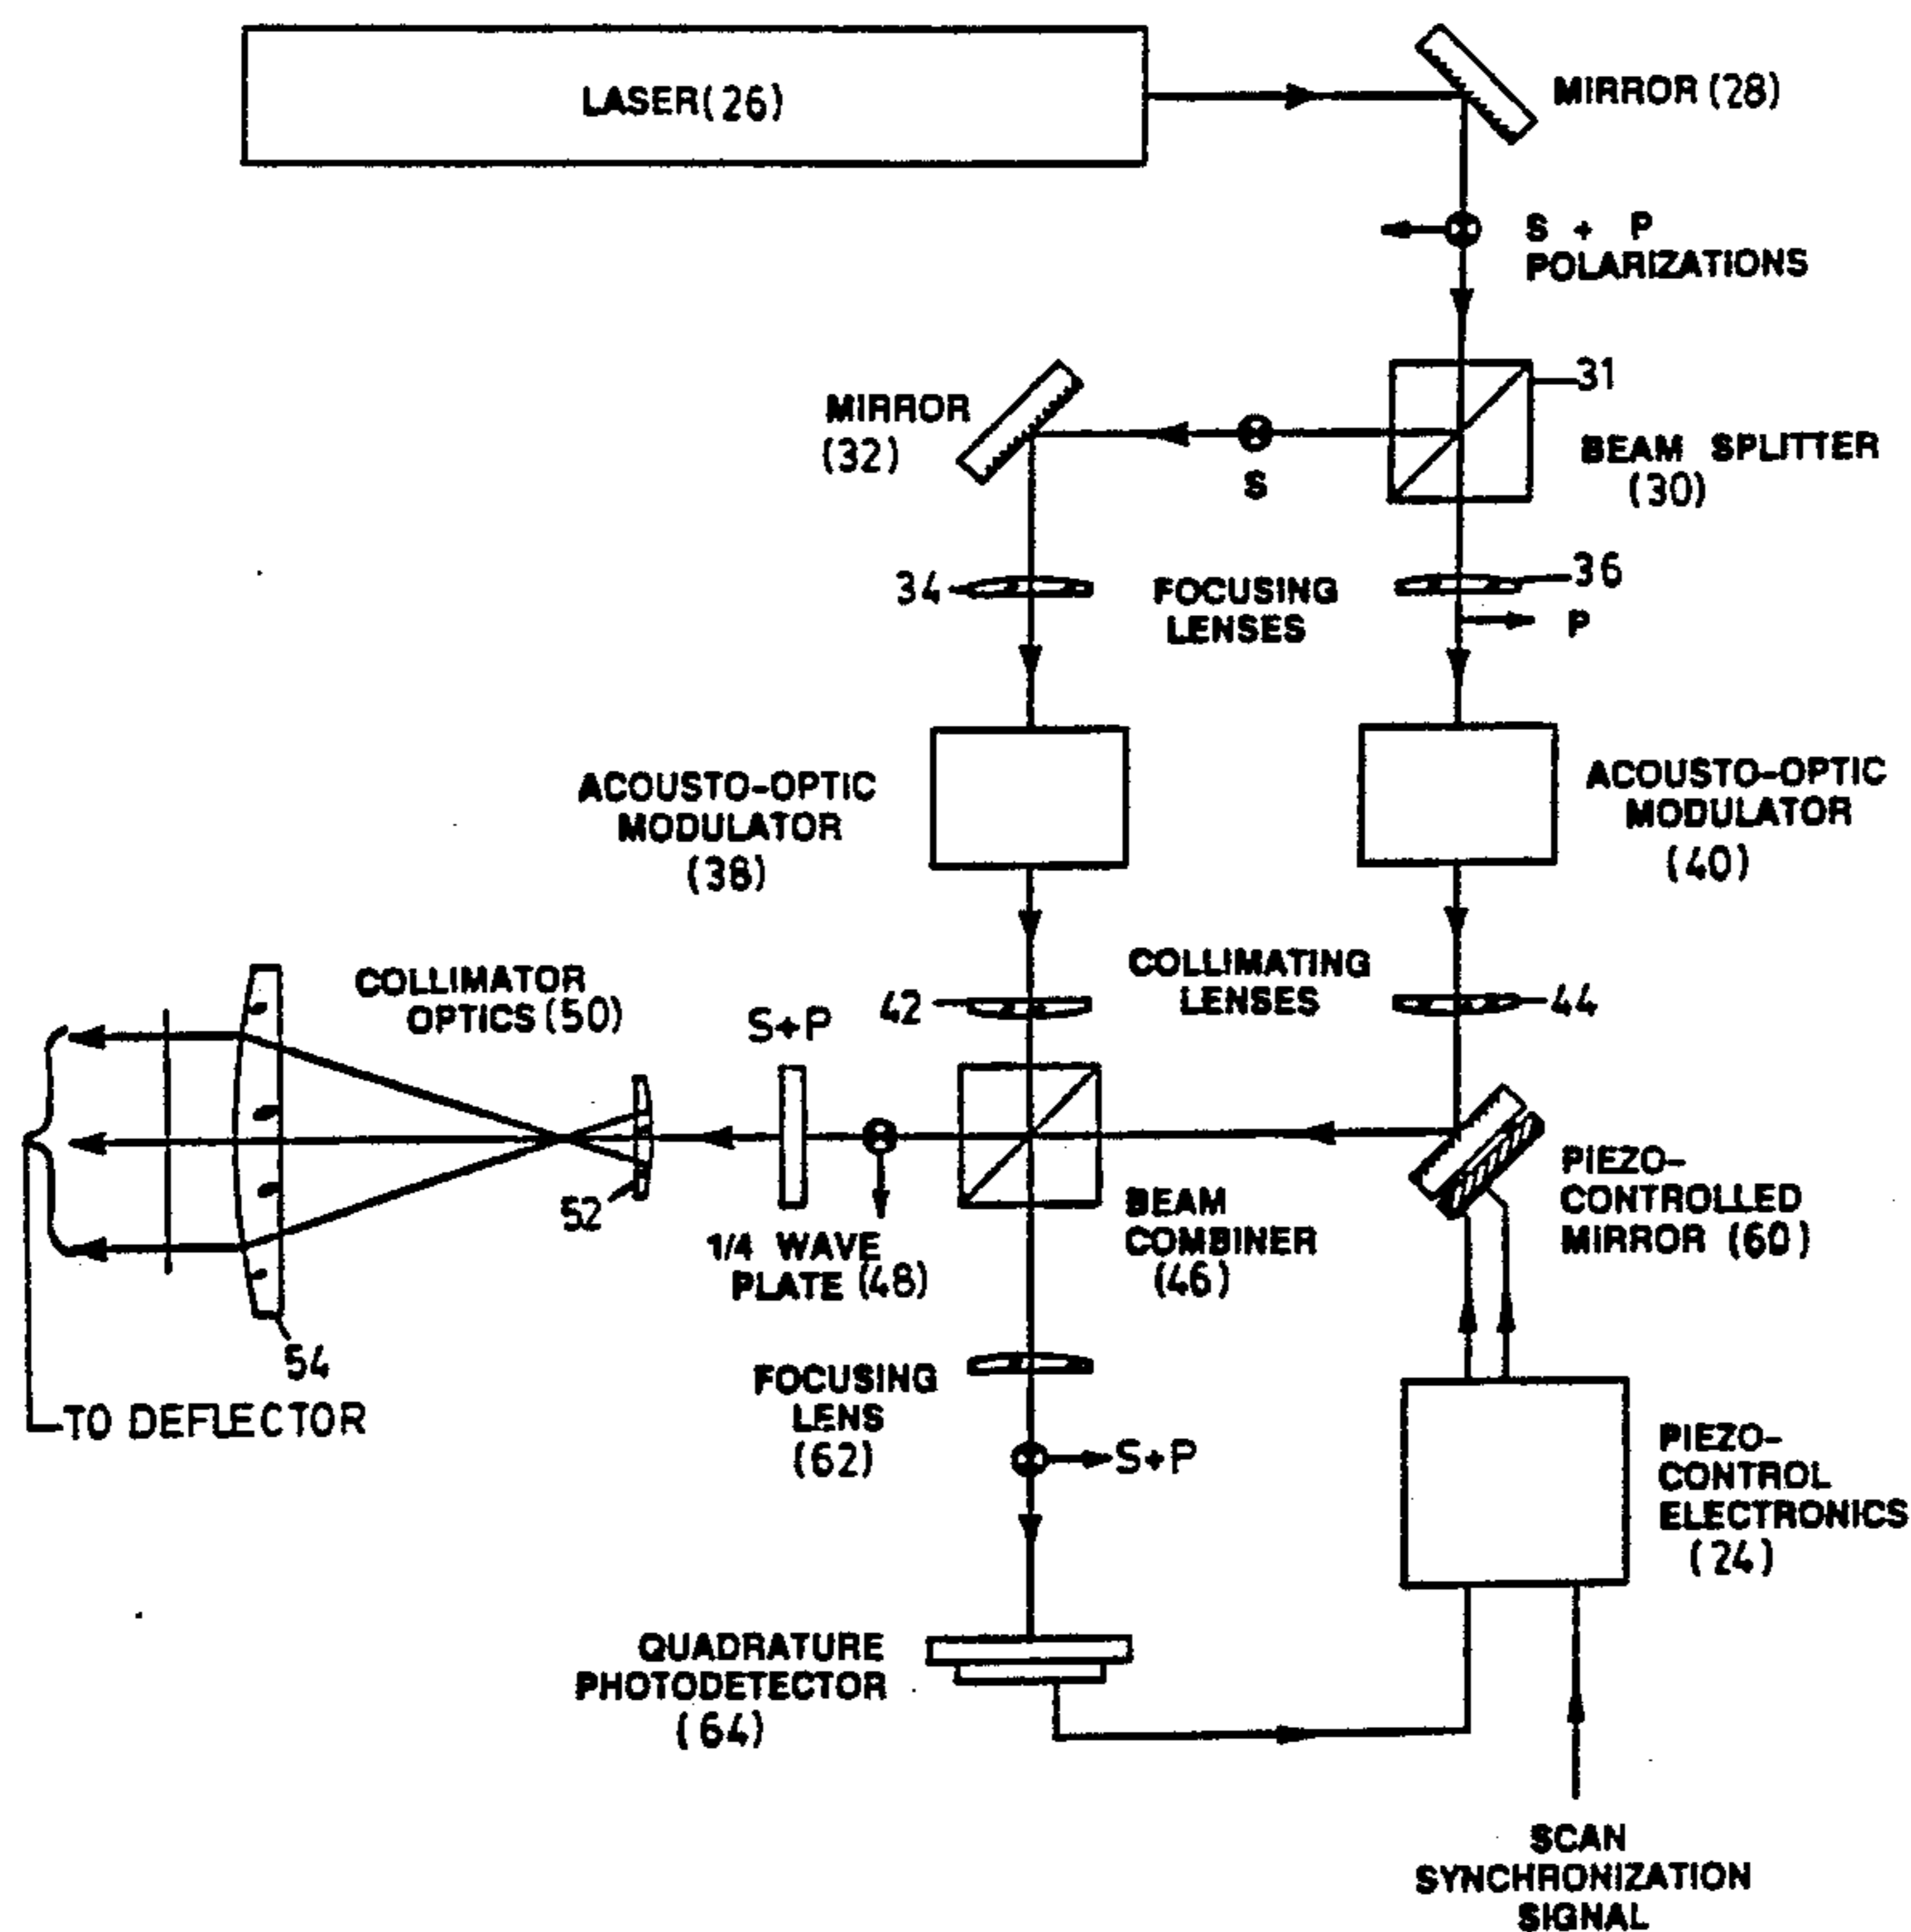 LASER(26)
MIRROR (28)
S + P
POLARIZATIONS
31
MIRROR
(32)
S
BEAM SPLITTER
(30)
34
FOCUSING
LENSES
36
P
ACOUSTO-OPTIC
MODULATOR
(38)
ACOUSTO-OPTIC
MODULATOR
(40)
COLLIMATOR
OPTICS (50)
S+P
42
COLLIMATING
LENSES
44
52
1/4 WAVE
PLATE (48)
BEAM
COMBINER
(46)
PIEZO-
CONTROLLED
MIRROR (60)
54
TO DEFLECTOR
FOCUSING
LENS
(62)
S+P
PIEZO-
CONTROL
ELECTRONICS
(24)
QUADRATURE
PHOTODETECTOR
(64)
SCAN
SYNCHRONIZATION
SIGNAL